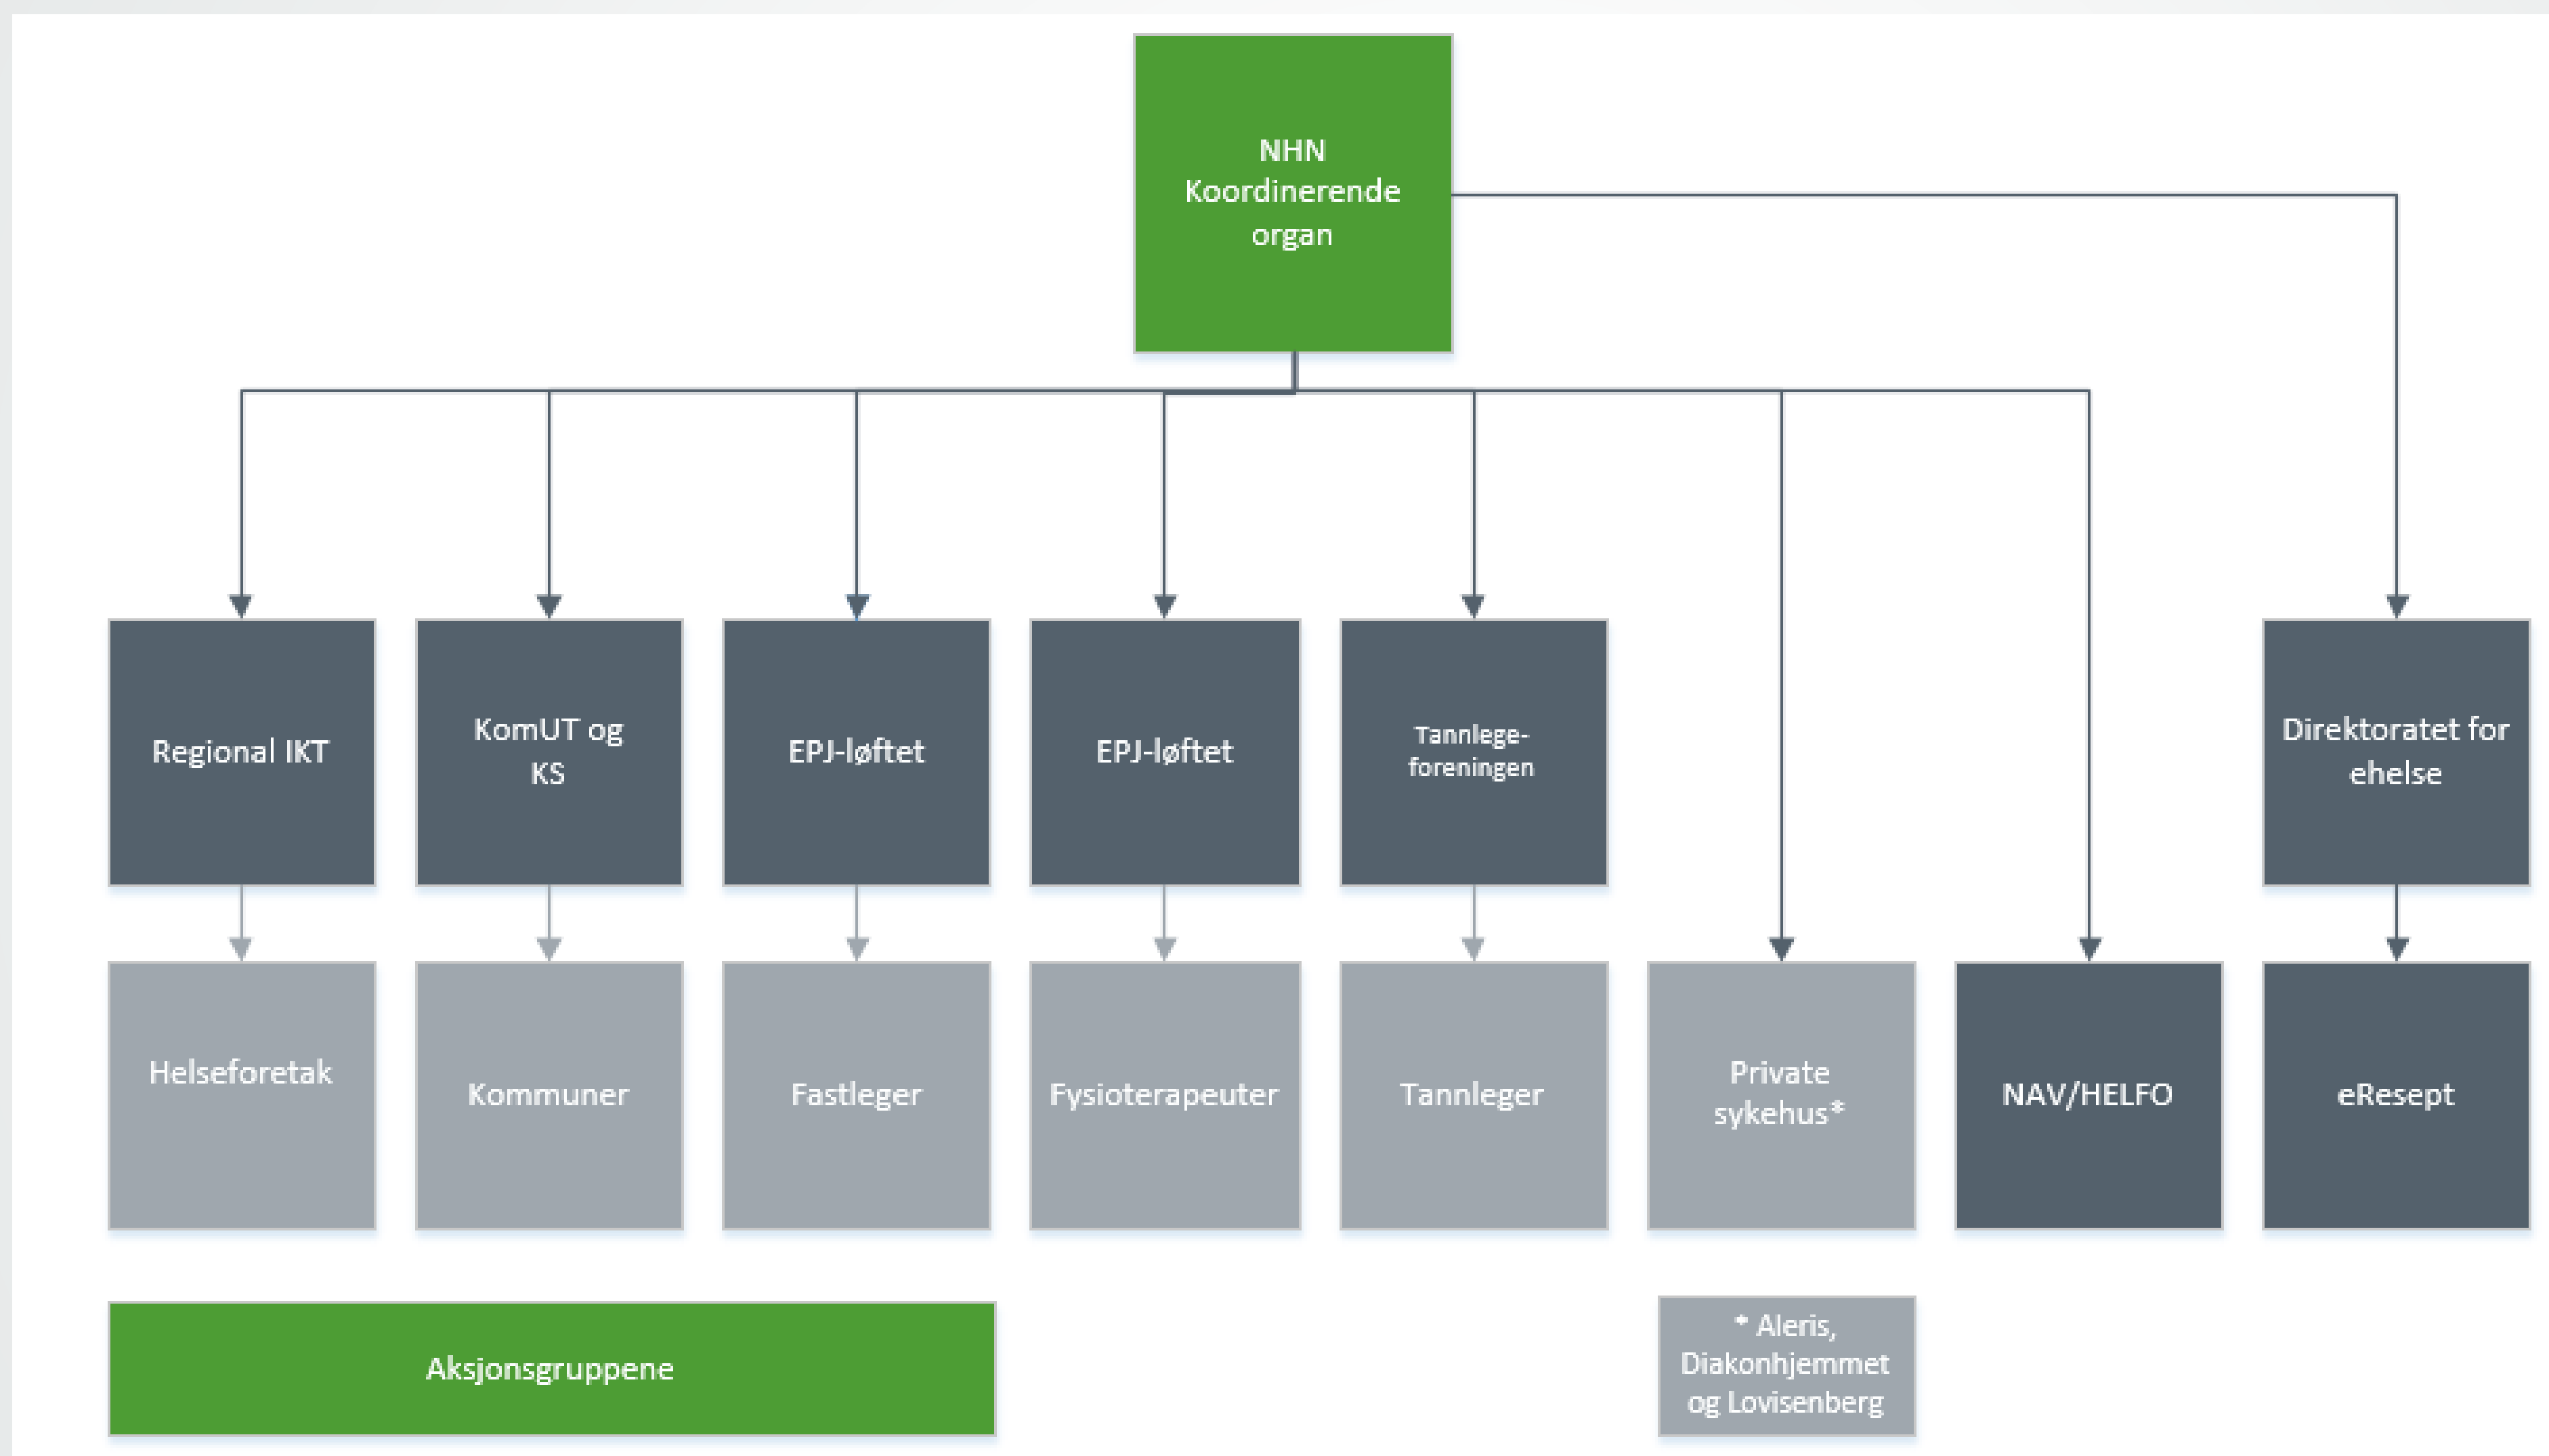 NHN
Koordinerende
organ
Regional IKT
KomUT og
KS
EPJ-løftet
EPJ-løftet
Tannlege-
foreningen
Direktoratet for
ehelse
Helseforetak
Kommuner
Fastleger
Fysioterapeuter
Tannleger
Private
sykehus*
NAV/HELFO
eResept
Aksjonsgruppene
* Aleris,
Diakonhjemmet
og Lovisenberg